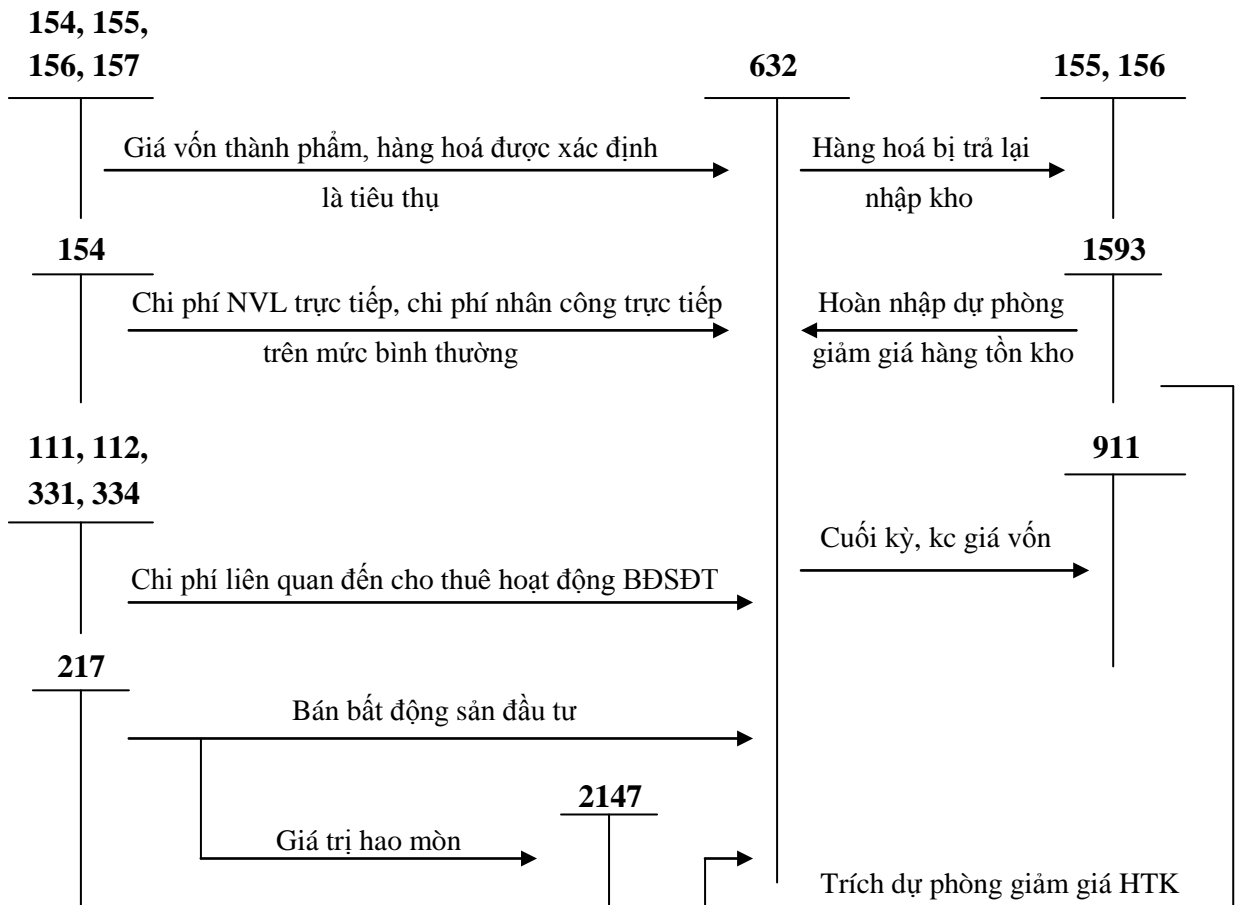 154, 155,
156, 157
632
155, 156
Giá vốn thành phẩm, hàng hoá được xác định
là tiêu thụ
Hàng hoá bị trả lại
nhập kho
154
1593
Chi phí NVL trực tiếp, chi phí nhân công trực tiếp
trên mức bình thường
Hoàn nhập dự phòng
giảm giá hàng tồn kho
111, 112,
331, 334
911
Cuối kỳ, kc giá vốn
Chi phí liên quan đến cho thuê hoạt động BĐSĐT
217
Bán bất động sản đầu tư
2147
Giá trị hao mòn
Trích dự phòng giảm giá HTK